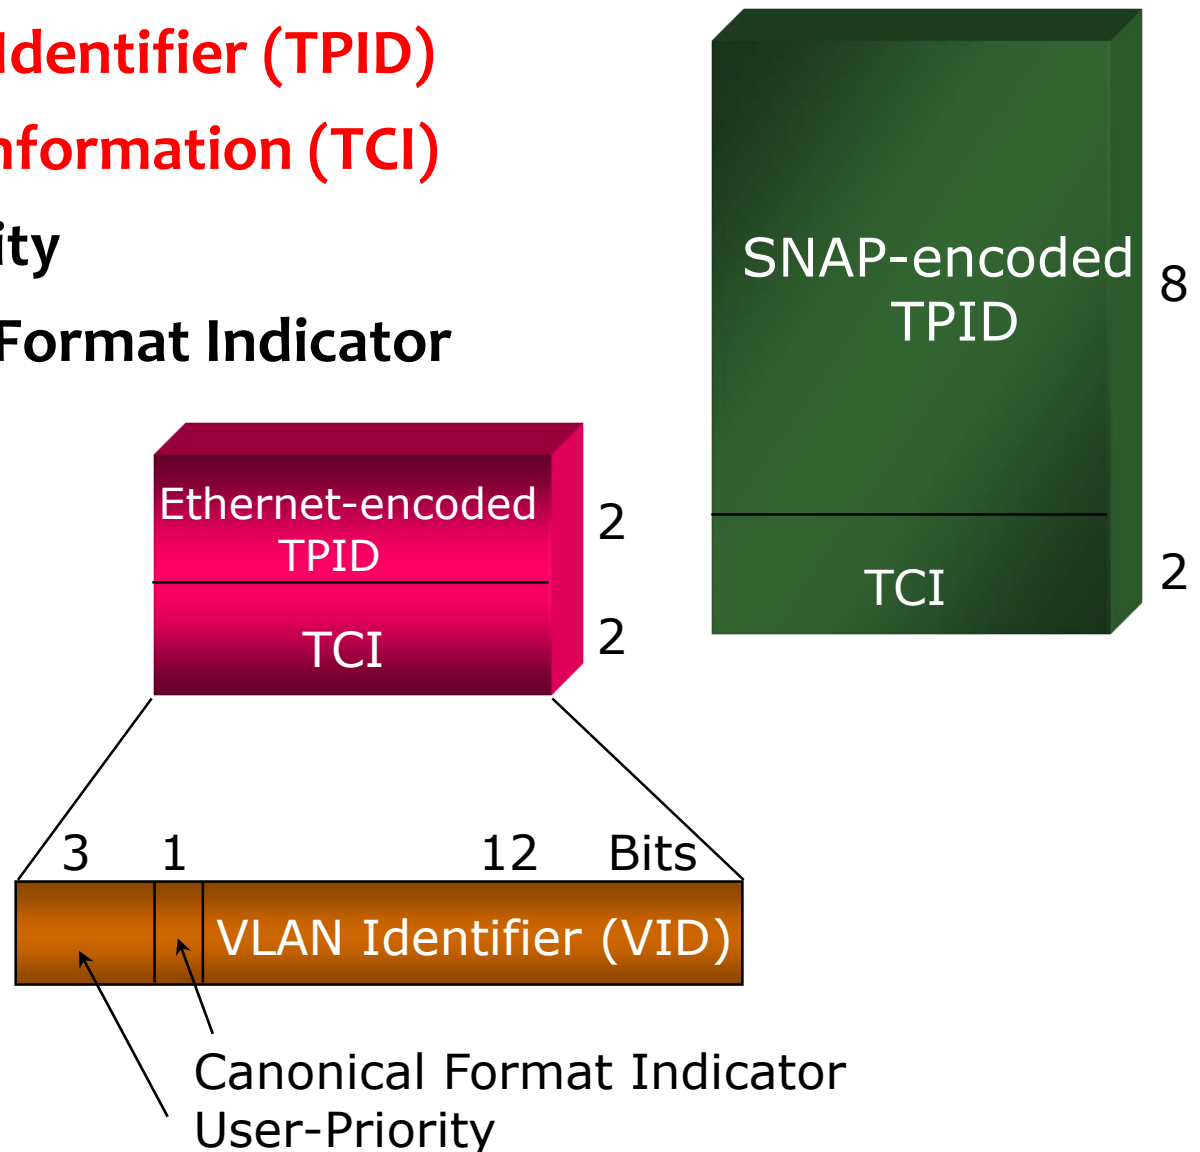 Identifier (TPID)
nformation (TCI)
ity
Format Indicator
SNAP-encoded
TPID
8
TCI
2
Ethernet-encoded
TPID
2
TCI
2
3 1 12 Bits
VLAN Identifier (VID)
Canonical Format Indicator
User-Priority